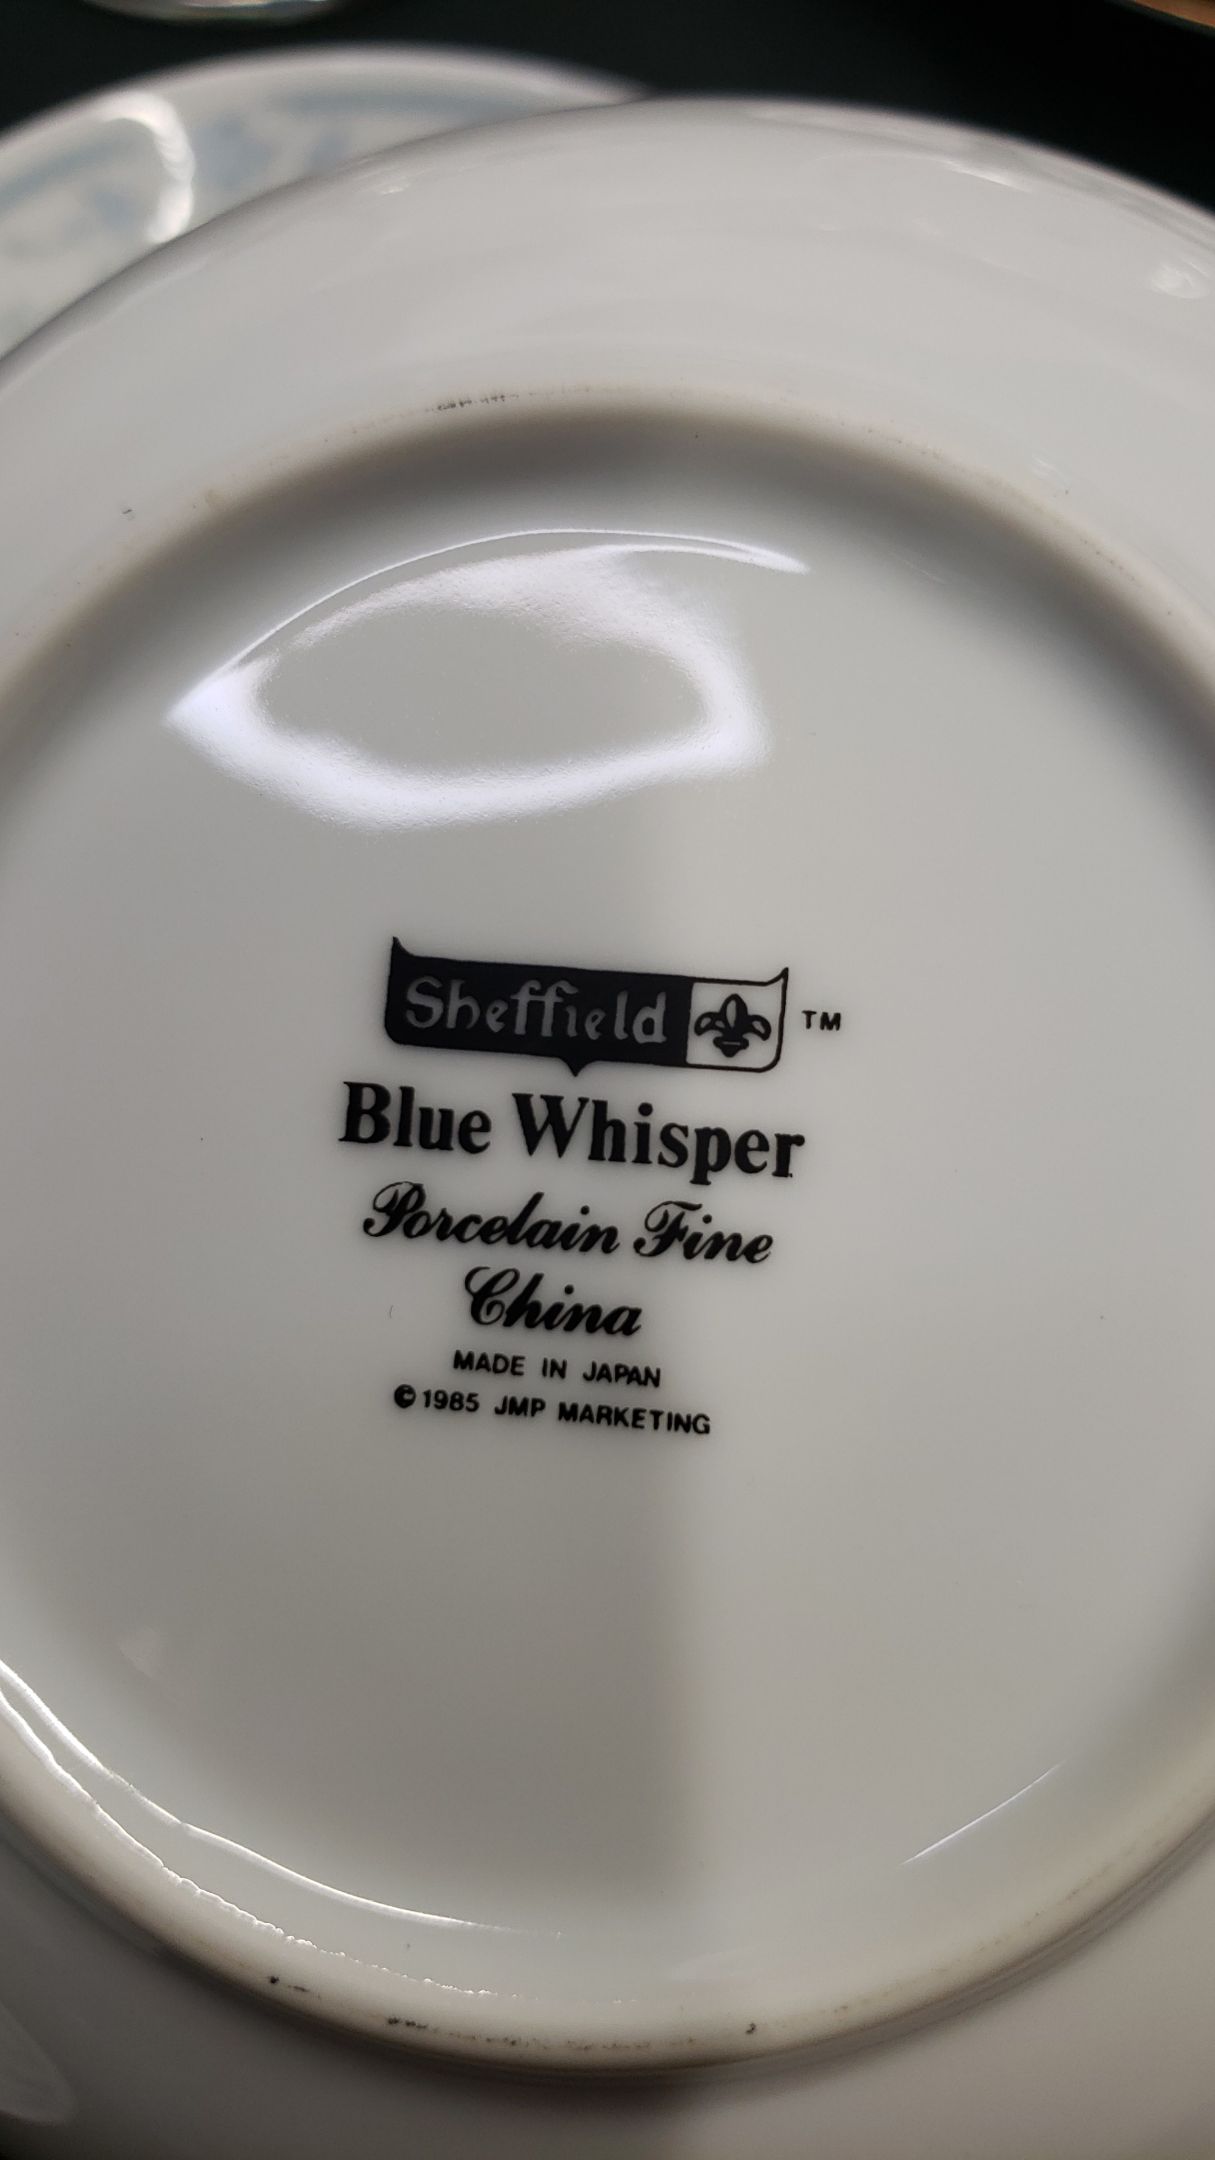 Sheffield TM
Blue Whisper
Porcelain Fine
China
MADE IN JAPAN
©1985 JMP MARKETING